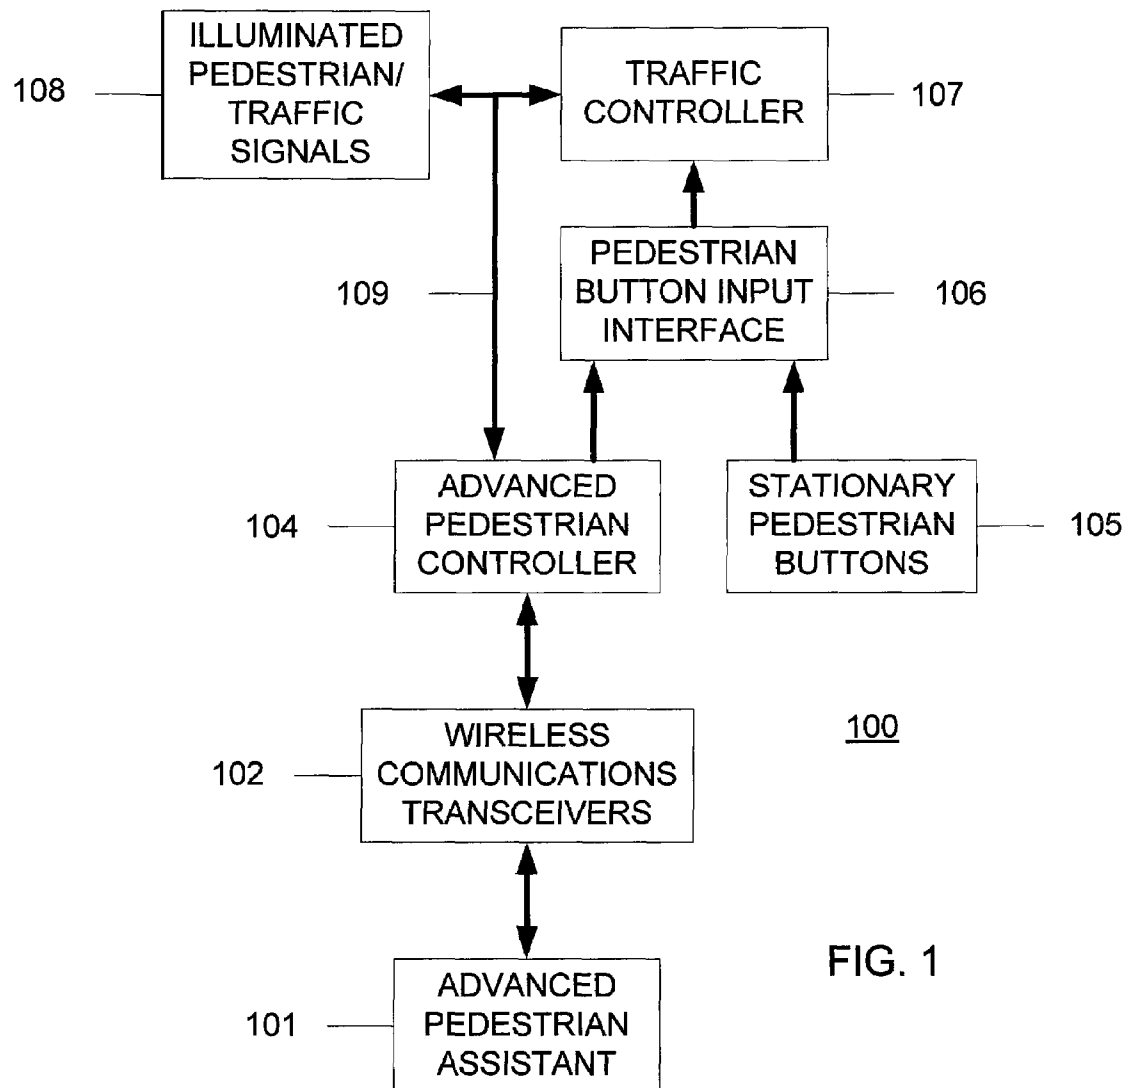 ILLUMINATED
PEDESTRIAN/
TRAFFIC
SIGNALS
108
TRAFFIC
CONTROLLER
107
PEDESTRIAN
BUTTON INPUT
INTERFACE
106
109
ADVANCED
PEDESTRIAN
CONTROLLER
104
STATIONARY
PEDESTRIAN
BUTTONS
105
WIRELESS
COMMUNICATIONS
TRANSCEIVERS
102
100
ADVANCED
PEDESTRIAN
ASSISTANT
101
FIG. 1